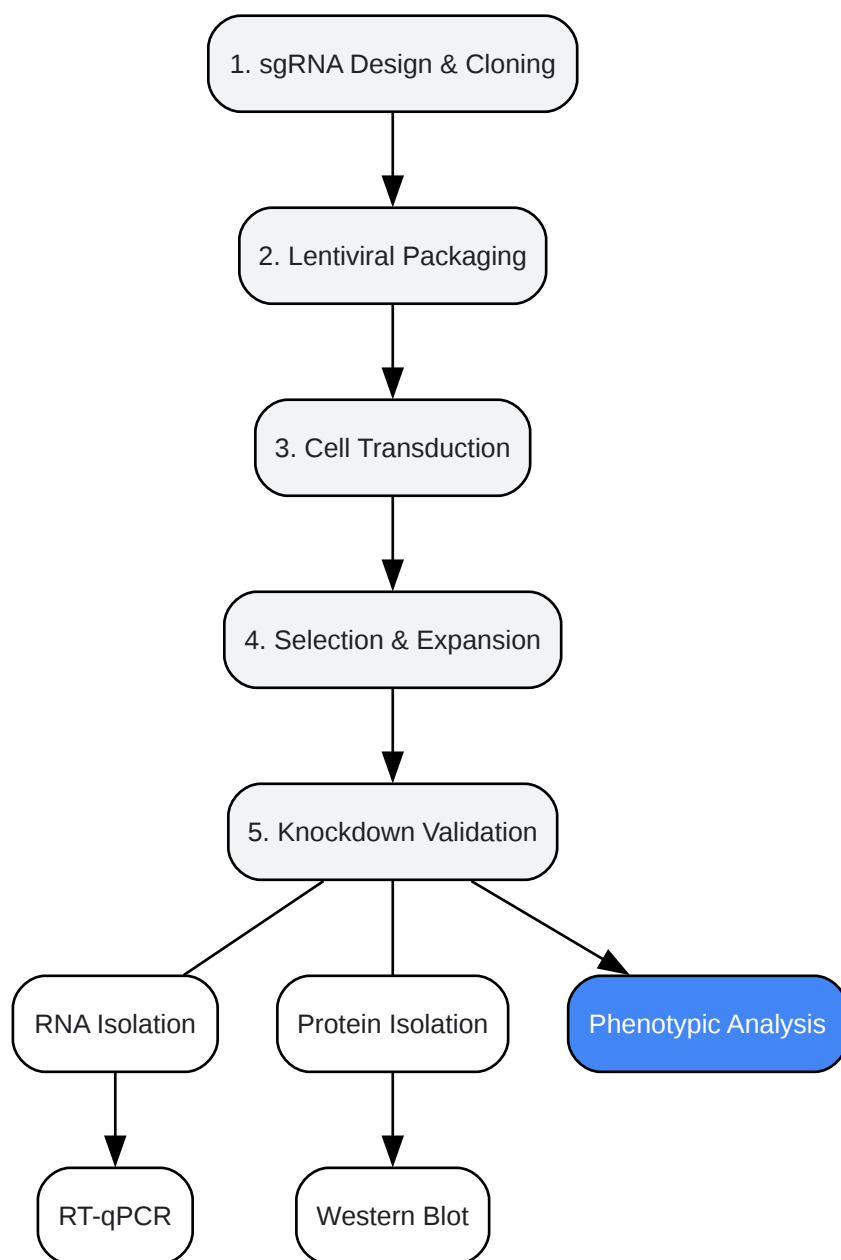 1. sgRNA Design & Cloning
2. Lentiviral Packaging
3. Cell Transduction
4. Selection & Expansion
5. Knockdown Validation
RNA Isolation
Protein Isolation
Phenotypic Analysis
RT-qPCR
Western Blot